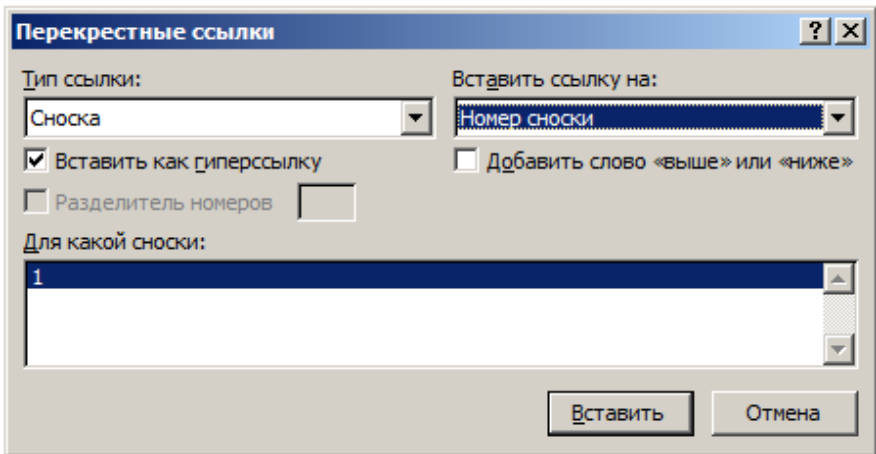 Перекрестные ссылки
Тип ссылки: Вставить ссылку на:
Сноска Номер сноски
Вставить как гиперссылку Добавить слово «выше» или «ниже»
Разделитель номеров
Для какой сноски:
1
Вставить Отмена